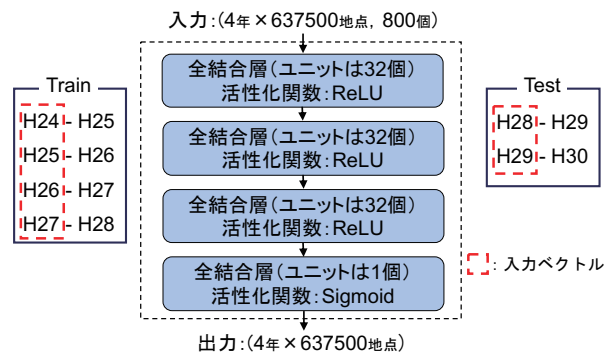 入力:(4年×637500地点, 800個)
Train
H24 - H25
H25 - H26
H26 - H27
H27 - H28
全結合層(ユニットは32個)
活性化関数:ReLU
全結合層(ユニットは32個)
活性化関数:ReLU
全結合層(ユニットは32個)
活性化関数:ReLU
全結合層(ユニットは1個)
活性化関数:Sigmoid
Test
H28 - H29
H29 - H30
: 入力ベクトル
出力:(4年×637500地点)